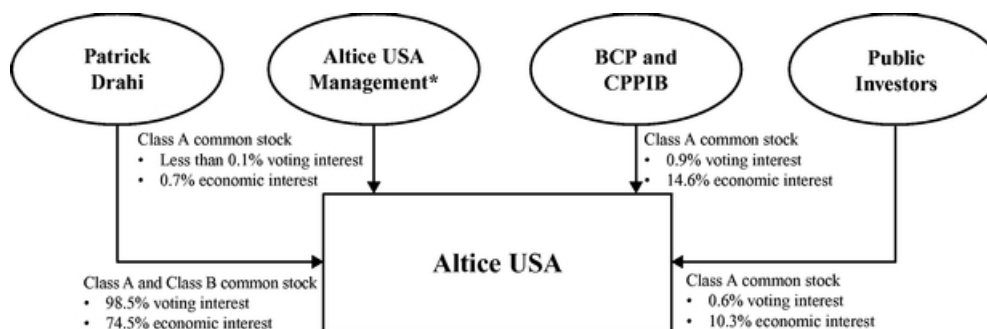 Patrick
Drahi
Altice USA
Management*
BCP and
CPPIB
Public
Investors
Class A common stock
• Less than 0.1% voting interest
• 0.7% economic interest
Class A common stock
• 0.9% voting interest
• 14.6% economic interest
Altice USA
Class A and Class B common stock
• 98.5% voting interest
• 74.5% economic interest
Class A common stock
• 0.6% voting interest
• 10.3% economic interest